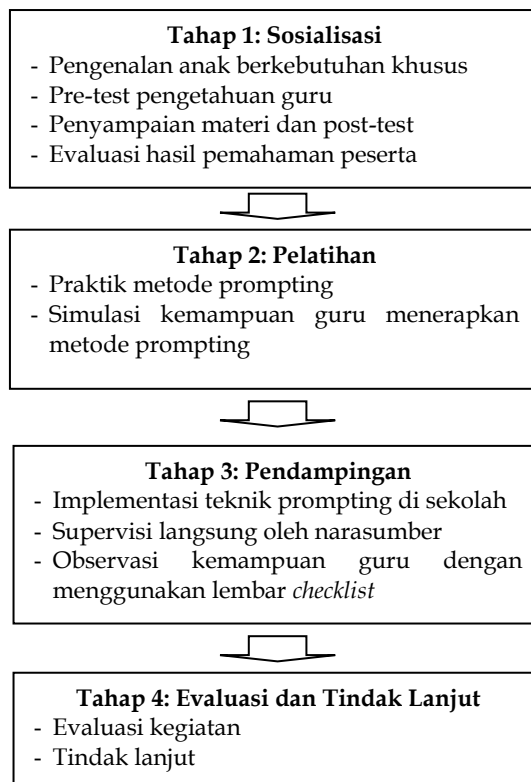 Tahap 1: Sosialisasi
- Pengenalan anak berkebutuhan khusus
- Pre-test pengetahuan guru
- Penyampaian materi dan post-test
- Evaluasi hasil pemahaman peserta
Tahap 2: Pelatihan
- Praktik metode prompting
- Simulasi kemampuan guru menerapkan
metode prompting
Tahap 3: Pendampingan
- Implementasi teknik prompting di sekolah
- Supervisi langsung oleh narasumber
- Observasi kemampuan guru dengan
menggunakan lembar checklist
Tahap 4: Evaluasi dan Tindak Lanjut
- Evaluasi kegiatan
- Tindak lanjut